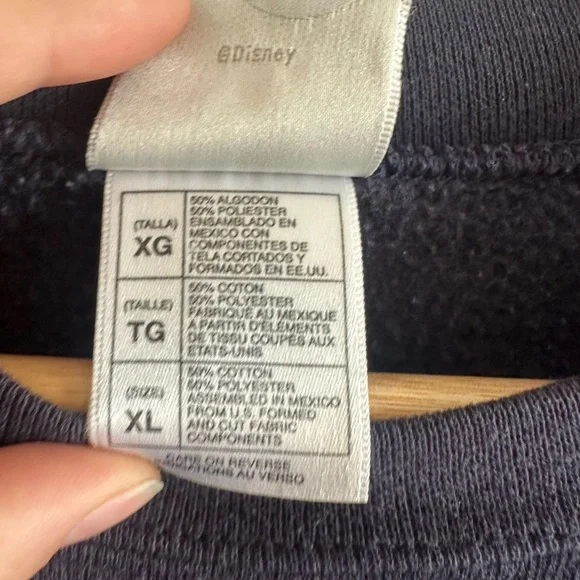 ©Disney
(TALLA)
XG
50% ALGODON
50% POLIESTER
ENSAMBLADO EN
MEXICO CON
COMPONENTES DE
TELA CORTADOS Y
FORMADOS EN EE.UU.
(TAILLE)
TG
50% COTON
50% POLYESTER
FABRIQUÉ AU MEXIQUE
A PARTIR D'ÉLÉMENTS
DE TISSU COUPÉS AUX
ETATS-UNIS
(SIZE)
XL
50% COTTON
50% POLYESTER
ASSEMBLED IN MEXICO
FROM U.S. FORMED
AND CUT FABRIC
COMPONENTS
CARE ON REVERSE
AU VERSO